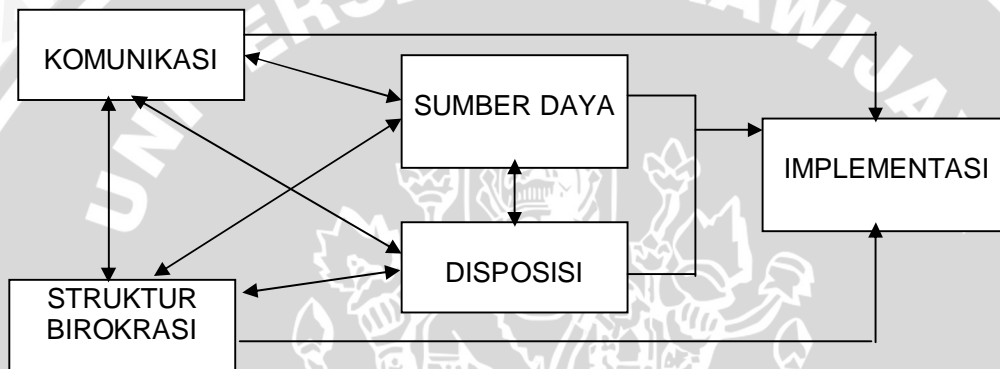 KOMUNIKASI
SUMBER DAYA
IMPLEMENTASI
DISPOSISI
STRUKTUR
BIROKRASI